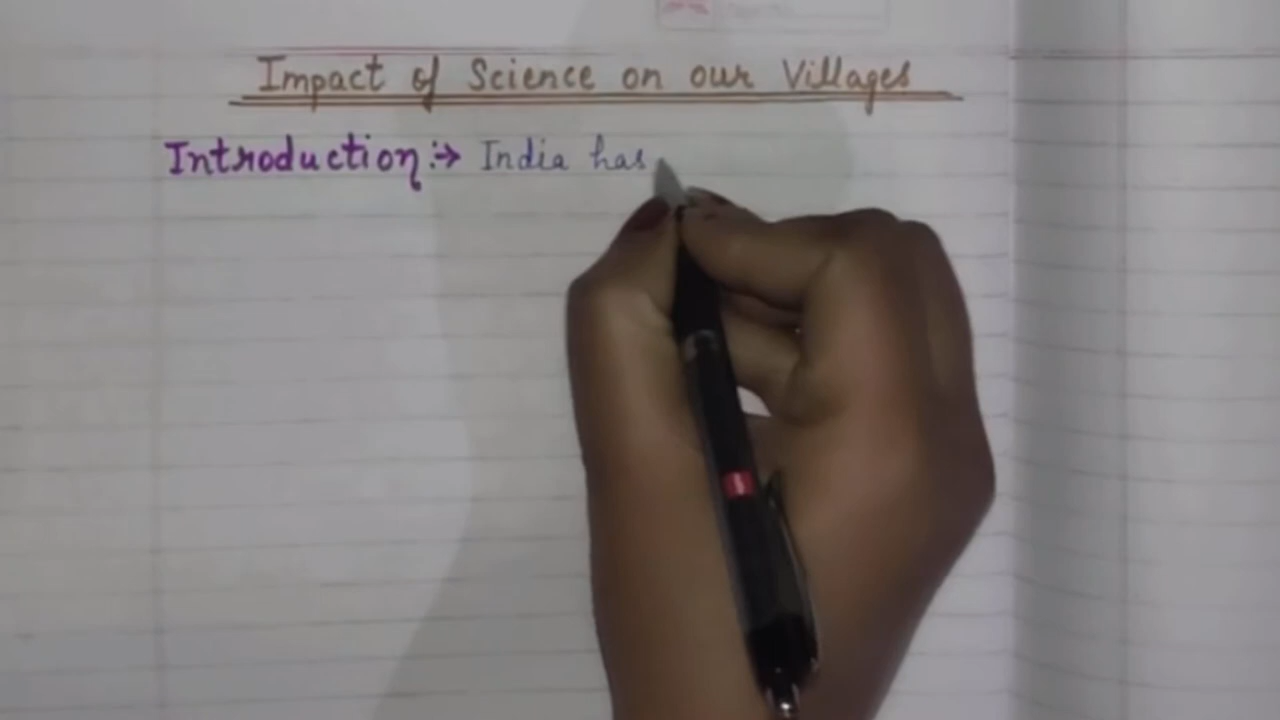 Impact of Science on our Villages
Introduction:→ India has